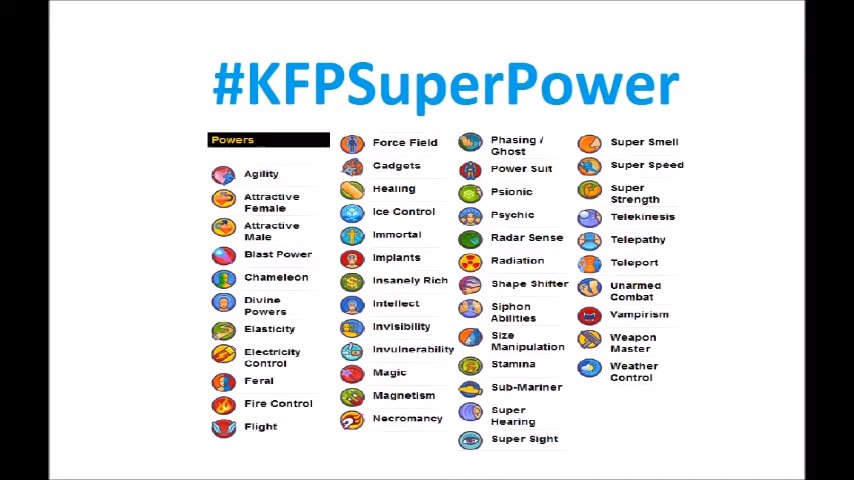 #KFPSuperPower
Powers
Agility
Attractive
Female
Attractive
Male
Blast Power
Chameleon
Divine
Powers
Elasticity
Electricity
Control
Feral
Fire Control
Flight
Force Field
Gadgets
Healing
Ice Control
Immortal
Implants
Insanely Rich
Intellect
Invisibility
Invulnerability
Magic
Magnetism
Necromancy
Phasing /
Ghost
Power Suit
Psionic
Psychic
Radar Sense
Radiation
Shape Shifter
Siphon
Abilities
Size
Manipulation
Stamina
Sub-Mariner
Super
Hearing
Super Sight
Super Smell
Super Speed
Super
Strength
Telekinesis
Telepathy
Teleport
Unarmed
Combat
Vampirism
Weapon
Master
Weather
Control